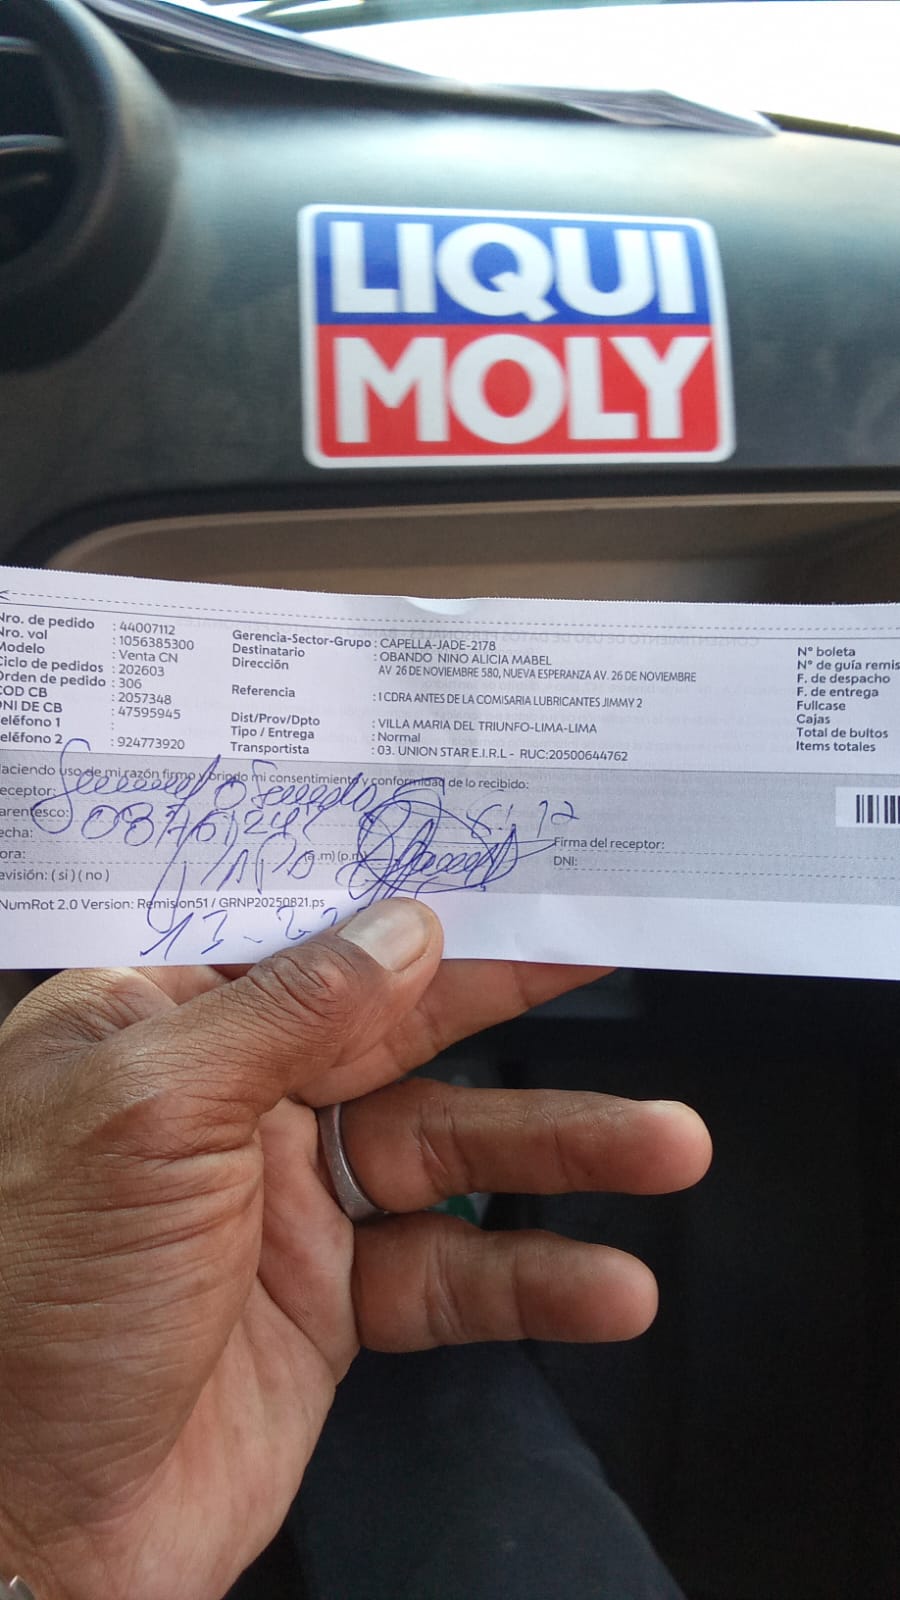 LIQUI
MOLY
Nro. de pedido : 44007112
Nro. vol : 1056385300
Modelo : Venta CN
Ciclo de pedidos : 202603
Orden de pedido : 306
COD CB : 2057348
DNI DE CB : 47595945
eléfono 1 :
eléfono 2 : 924773920
Gerencia-Sector-Grupo : CAPELLA-JADE-2178
Destinatario : OBANDO NINO ALICIA MABEL
Dirección AV 26 DE NOVIEMBRE 580, NUEVA ESPERANZA AV. 26 DE NOVIEMBRE
Referencia : 1 CDRA ANTES DE LA COMISARIA LUBRICANTES JIMMY 2
Dist/Prov/Dpto : VILLA MARIA DEL TRIUNFO-LIMA-LIMA
Tipo / Entrega : Normal
Transportista : 03. UNION STAR E.I.R.L - RUC:20500644762
N° boleta
N° de guía remis
F. de despacho
F. de entrega
Fullcase
Cajas
Total de bultos
Items totales
aciendo uso de mi razón firmo y brindo mi consentimiento y conformidad de lo recibido:
eceptor:
arentesco:
echa:
ora: (a.m) (p.m
evisión: ( si ) ( no )
Firma del receptor:
DNI:
NumRot 2.0 Version: Remision51 / GRNP20250821.ps